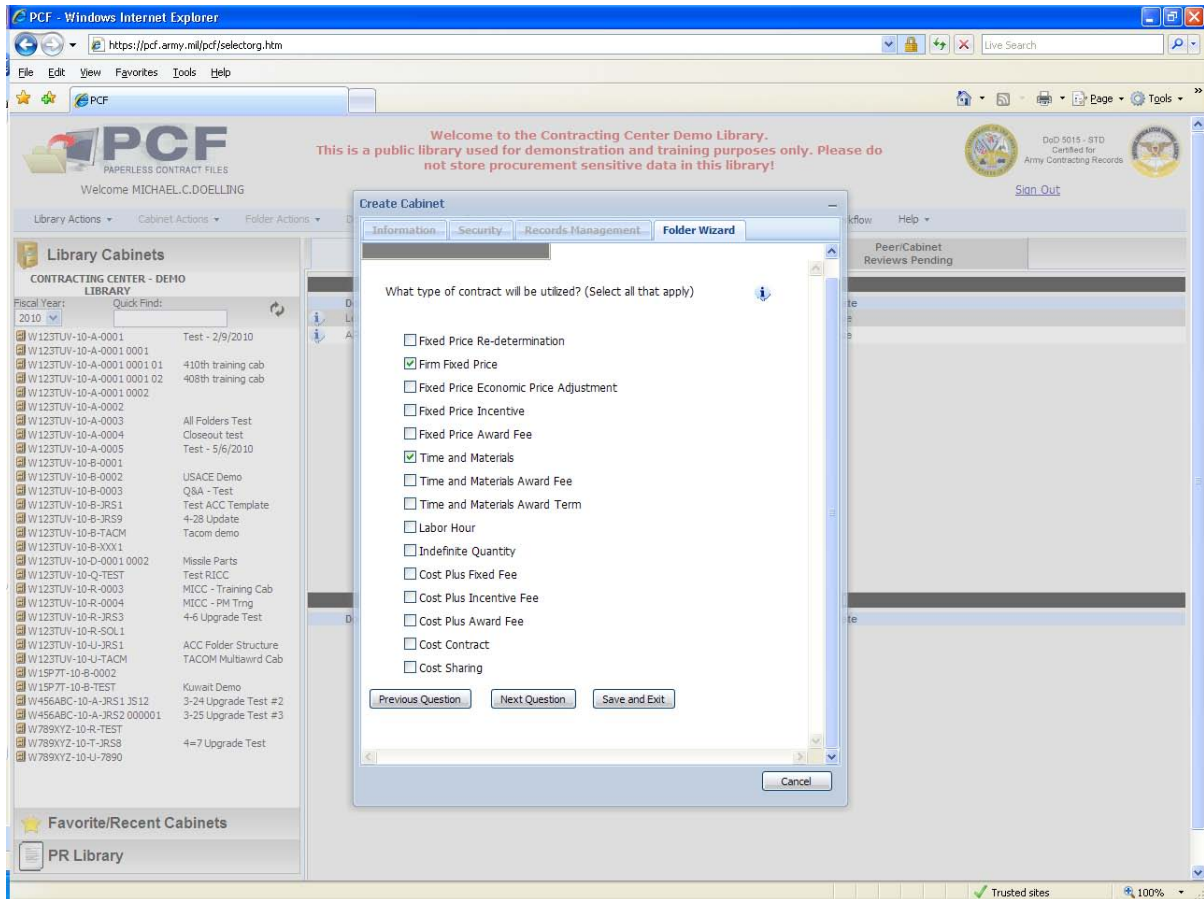 PCF - Windows Internet Explorer
https://pcf.army.mil/pcf/selectorg.htm
Live Search
File Edit View Favorites Tools Help
PCF
Page Tools
PCF
PAPERLESS CONTRACT FILES
Welcome MICHAEL.C.DOELLING
Welcome to the Contracting Center Demo Library.
This is a public library used for demonstration and training purposes only. Please do
not store procurement sensitive data in this library!
DoD 5015 - STD
Certified for
Army Contracting Records
Sign Out
Library Actions Cabinet Actions Folder Actions D kflow Help
Library Cabinets
CONTRACTING CENTER - DEMO
LIBRARY
Fiscal Year: Quick Find:
2010
W123TUV-10-A-0001 Test - 2/9/2010
W123TUV-10-A-0001 0001
W123TUV-10-A-0001 0001 01 410th training cab
W123TUV-10-A-0001 0001 02 408th training cab
W123TUV-10-A-0001 0002
W123TUV-10-A-0002
W123TUV-10-A-0003 All Folders Test
W123TUV-10-A-0004 Closeout test
W123TUV-10-A-0005 Test - 5/6/2010
W123TUV-10-B-0001
W123TUV-10-B-0002 USACE Demo
W123TUV-10-B-0003 Q&A - Test
W123TUV-10-B-JRS1 Test ACC Template
W123TUV-10-B-JRS9 4-28 Update
W123TUV-10-B-TACM Tacom demo
W123TUV-10-B-XXX1
W123TUV-10-D-0001 0002 Missile Parts
W123TUV-10-Q-TEST Test RICC
W123TUV-10-R-0003 MICC - Training Cab
W123TUV-10-R-0004 MICC - PM Trng
W123TUV-10-R-JRS3 4-6 Upgrade Test
W123TUV-10-R-SOL1
W123TUV-10-U-JRS1 ACC Folder Structure
W123TUV-10-U-TACM TACOM Multiawrd Cab
W15P7T-10-B-0002
W15P7T-10-B-TEST Kuwait Demo
W456ABC-10-A-JRS1 JS12 3-24 Upgrade Test #2
W456ABC-10-A-JRS2 000001 3-25 Upgrade Test #3
W789XYZ-10-R-TEST
W789XYZ-10-T-JRS8 4=7 Upgrade Test
W789XYZ-10-U-7890
Favorite/Recent Cabinets
PR Library
Peer/Cabinet
Reviews Pending
Create Cabinet
Information Security Records Management Folder Wizard
What type of contract will be utilized? (Select all that apply)
Fixed Price Re-determination
Firm Fixed Price
Fixed Price Economic Price Adjustment
Fixed Price Incentive
Fixed Price Award Fee
Time and Materials
Time and Materials Award Fee
Time and Materials Award Term
Labor Hour
Indefinite Quantity
Cost Plus Fixed Fee
Cost Plus Incentive Fee
Cost Plus Award Fee
Cost Contract
Cost Sharing
Previous Question Next Question Save and Exit
Cancel
Trusted sites 100%